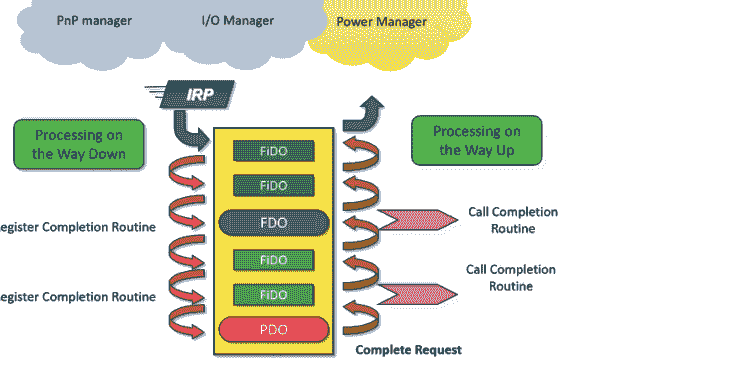 PnP manager
I/O Manager
Power Manager
IRP
Processing on
the Way Down
Processing on
the Way Up
FiDO
FiDO
FDO
FiDO
FiDO
PDO
egister Completion Routine
egister Completion Routine
Call Completion
Routine
Call Completion
Routine
Complete Request